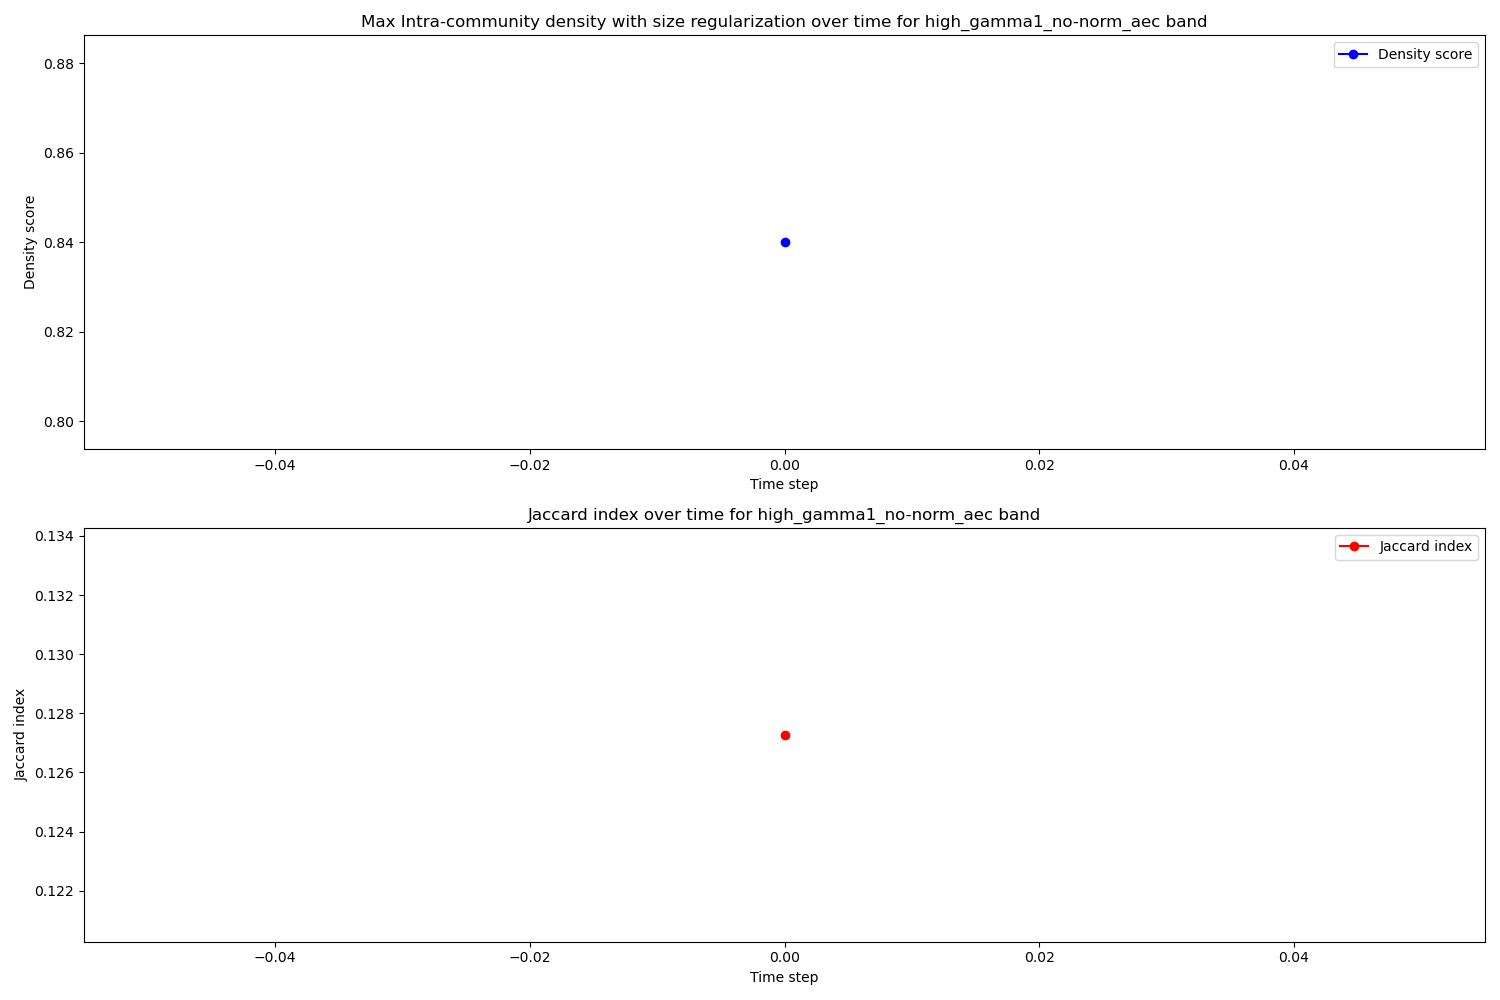 Max Intra-community density with size regularization over time for high_gamma1_no-norm_aec band
Density score
0.88
0.86
0.84
0.82
0.80
Density score
−0.04
−0.02
0.00
0.02
0.04
Time step
Jaccard index over time for high_gamma1_no-norm_aec band
Jaccard index
0.134
0.132
0.130
0.128
0.126
0.124
0.122
Jaccard index
−0.04
−0.02
0.00
0.02
0.04
Time step